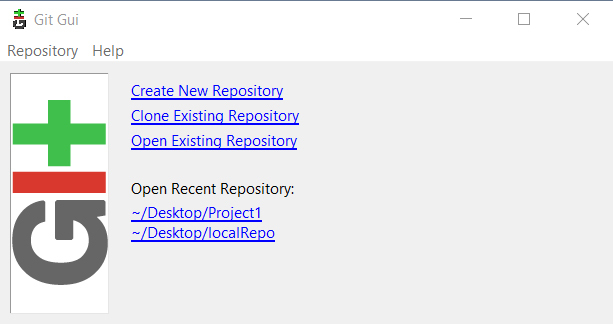 Git Gui
Repository Help
Create New Repository
Clone Existing Repository
Open Existing Repository
Open Recent Repository:
~/Desktop/Project1
~/Desktop/localRepo